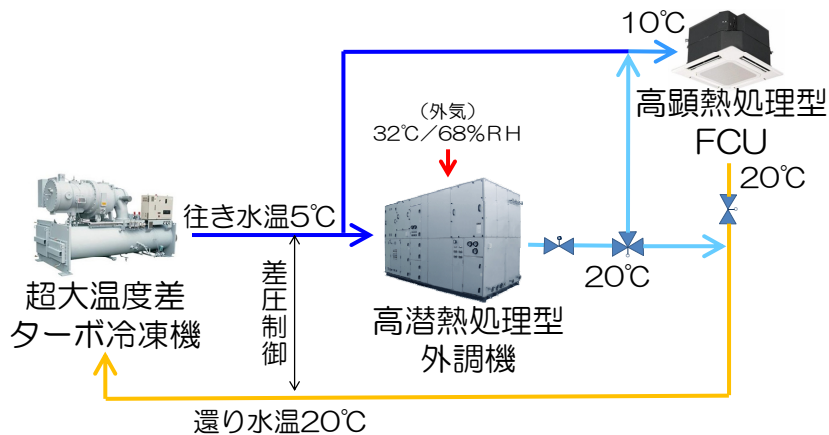 10℃
高顕熱処理型
FCU
20℃
（外気）
32℃／68%RH
往き水温5℃
差圧制御
20℃
超大温度差
ターボ冷凍機
高潜熱処理型
外調機
還り水温20℃